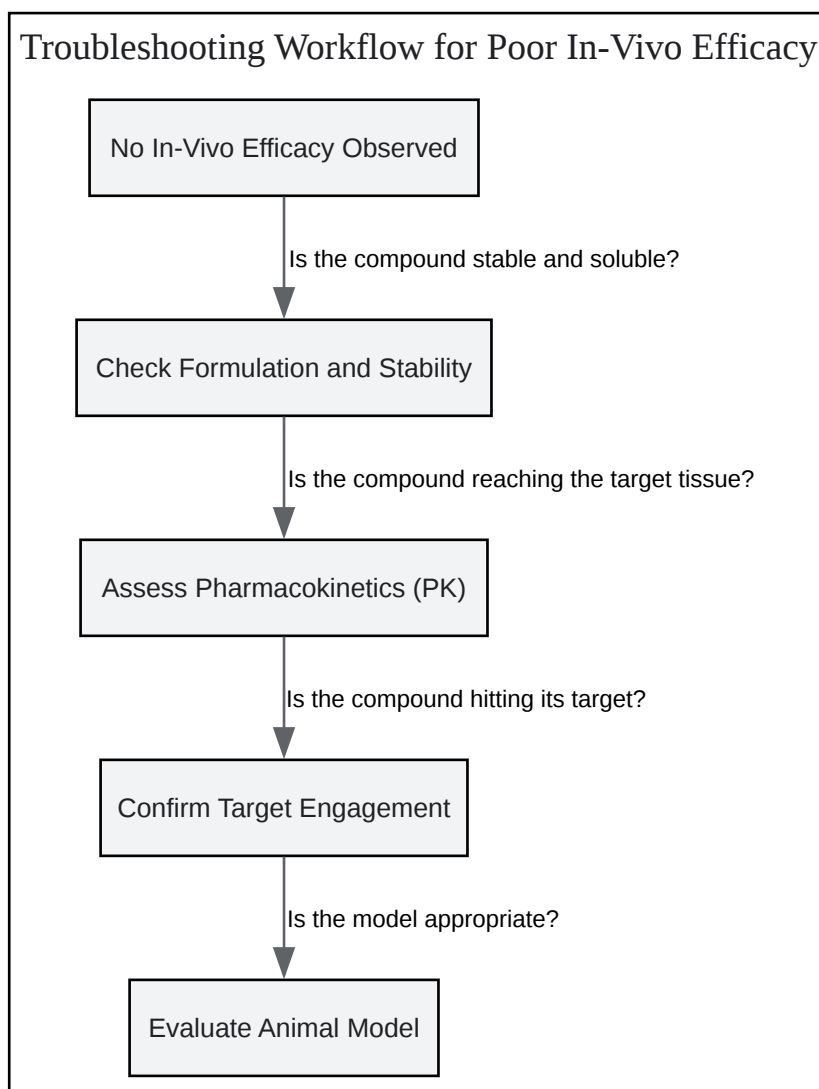 Troubleshooting Workflow for Poor In-Vivo Efficacy
No In-Vivo Efficacy Observed
Is the compound stable and soluble?
Check Formulation and Stability
Is the compound reaching the target tissue?
Assess Pharmacokinetics (PK)
Is the compound hitting its target?
Confirm Target Engagement
Is the model appropriate?
Evaluate Animal Model